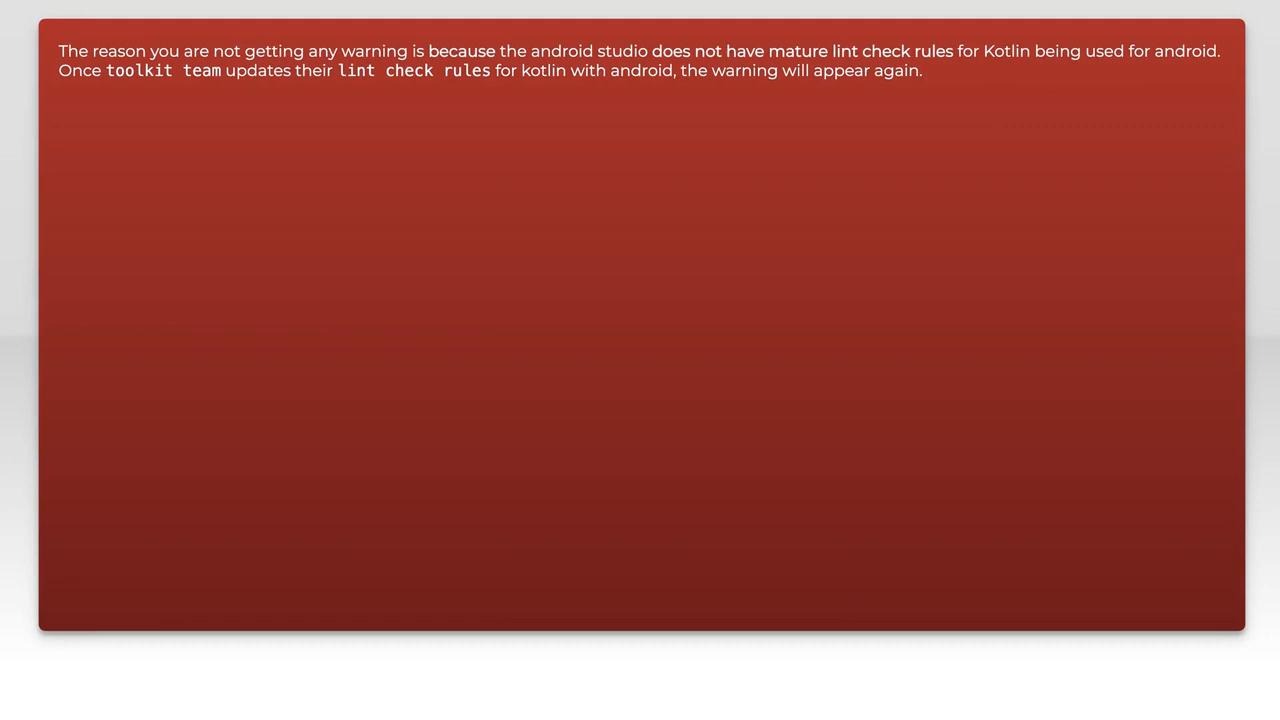 The reason you are not getting any warning is because the android studio does not have mature lint check rules for Kotlin being used for android.
Once toolkit team updates their lint check rules for kotlin with android, the warning will appear again.